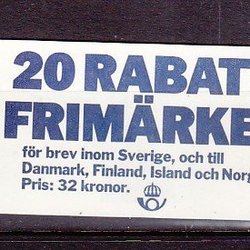 20 RABAT
FRIMÄRKE
för brev inom Sverige, och till
Danmark, Finland, Island och Norg
Pris: 32 kronor.